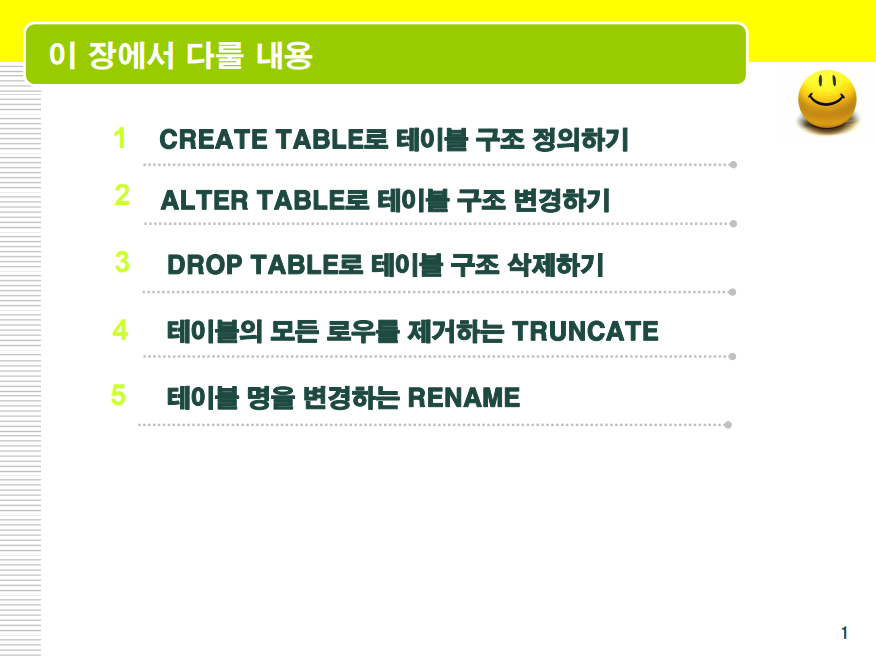 이 장에서 다룰 내용
1 CREATE TABLE로 테이블 구조 정의하기
2 ALTER TABLE로 테이블 구조 변경하기
3 DROP TABLE로 테이블 구조 삭제하기
4 테이블의 모든 로우를 제거하는 TRUNCATE
5 테이블 명을 변경하는 RENAME
1